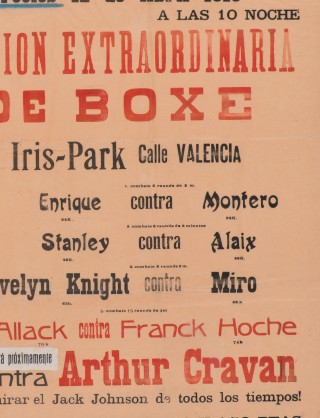 A LAS 10 NOCHE
ION EXTRAORDINARIA
DE BOXE
Iris-Park Calle VALENCIA
Enrique contra Montero
Stanley contra Alaix
velyn Knight contra Miro
Allack contra Franck Hoche
rá próximamente
ntra Arthur Cravan
mirar el Jack Johnson de todos los tiempos!